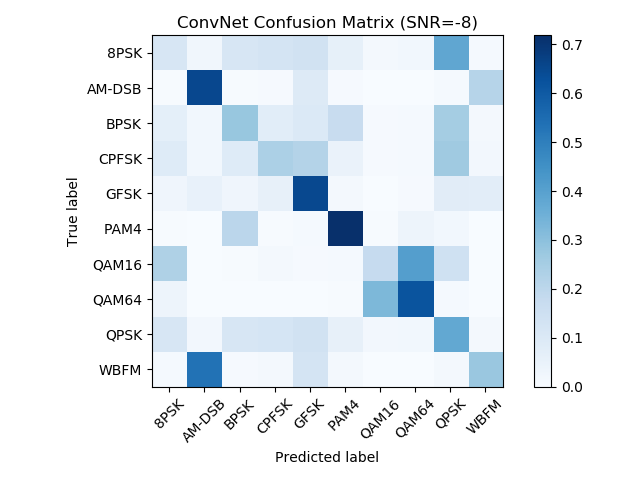 ConvNet Confusion Matrix (SNR=-8)
8PSK
AM-DSB
BPSK
CPFSK
GFSK
PAM4
QAM16
QAM64
QPSK
WBFM
True label
8PSK
AM-DSB
BPSK
CPFSK
GFSK
PAM4
QAM16
QAM64
QPSK
WBFM
Predicted label
0.7
0.6
0.5
0.4
0.3
0.2
0.1
0.0